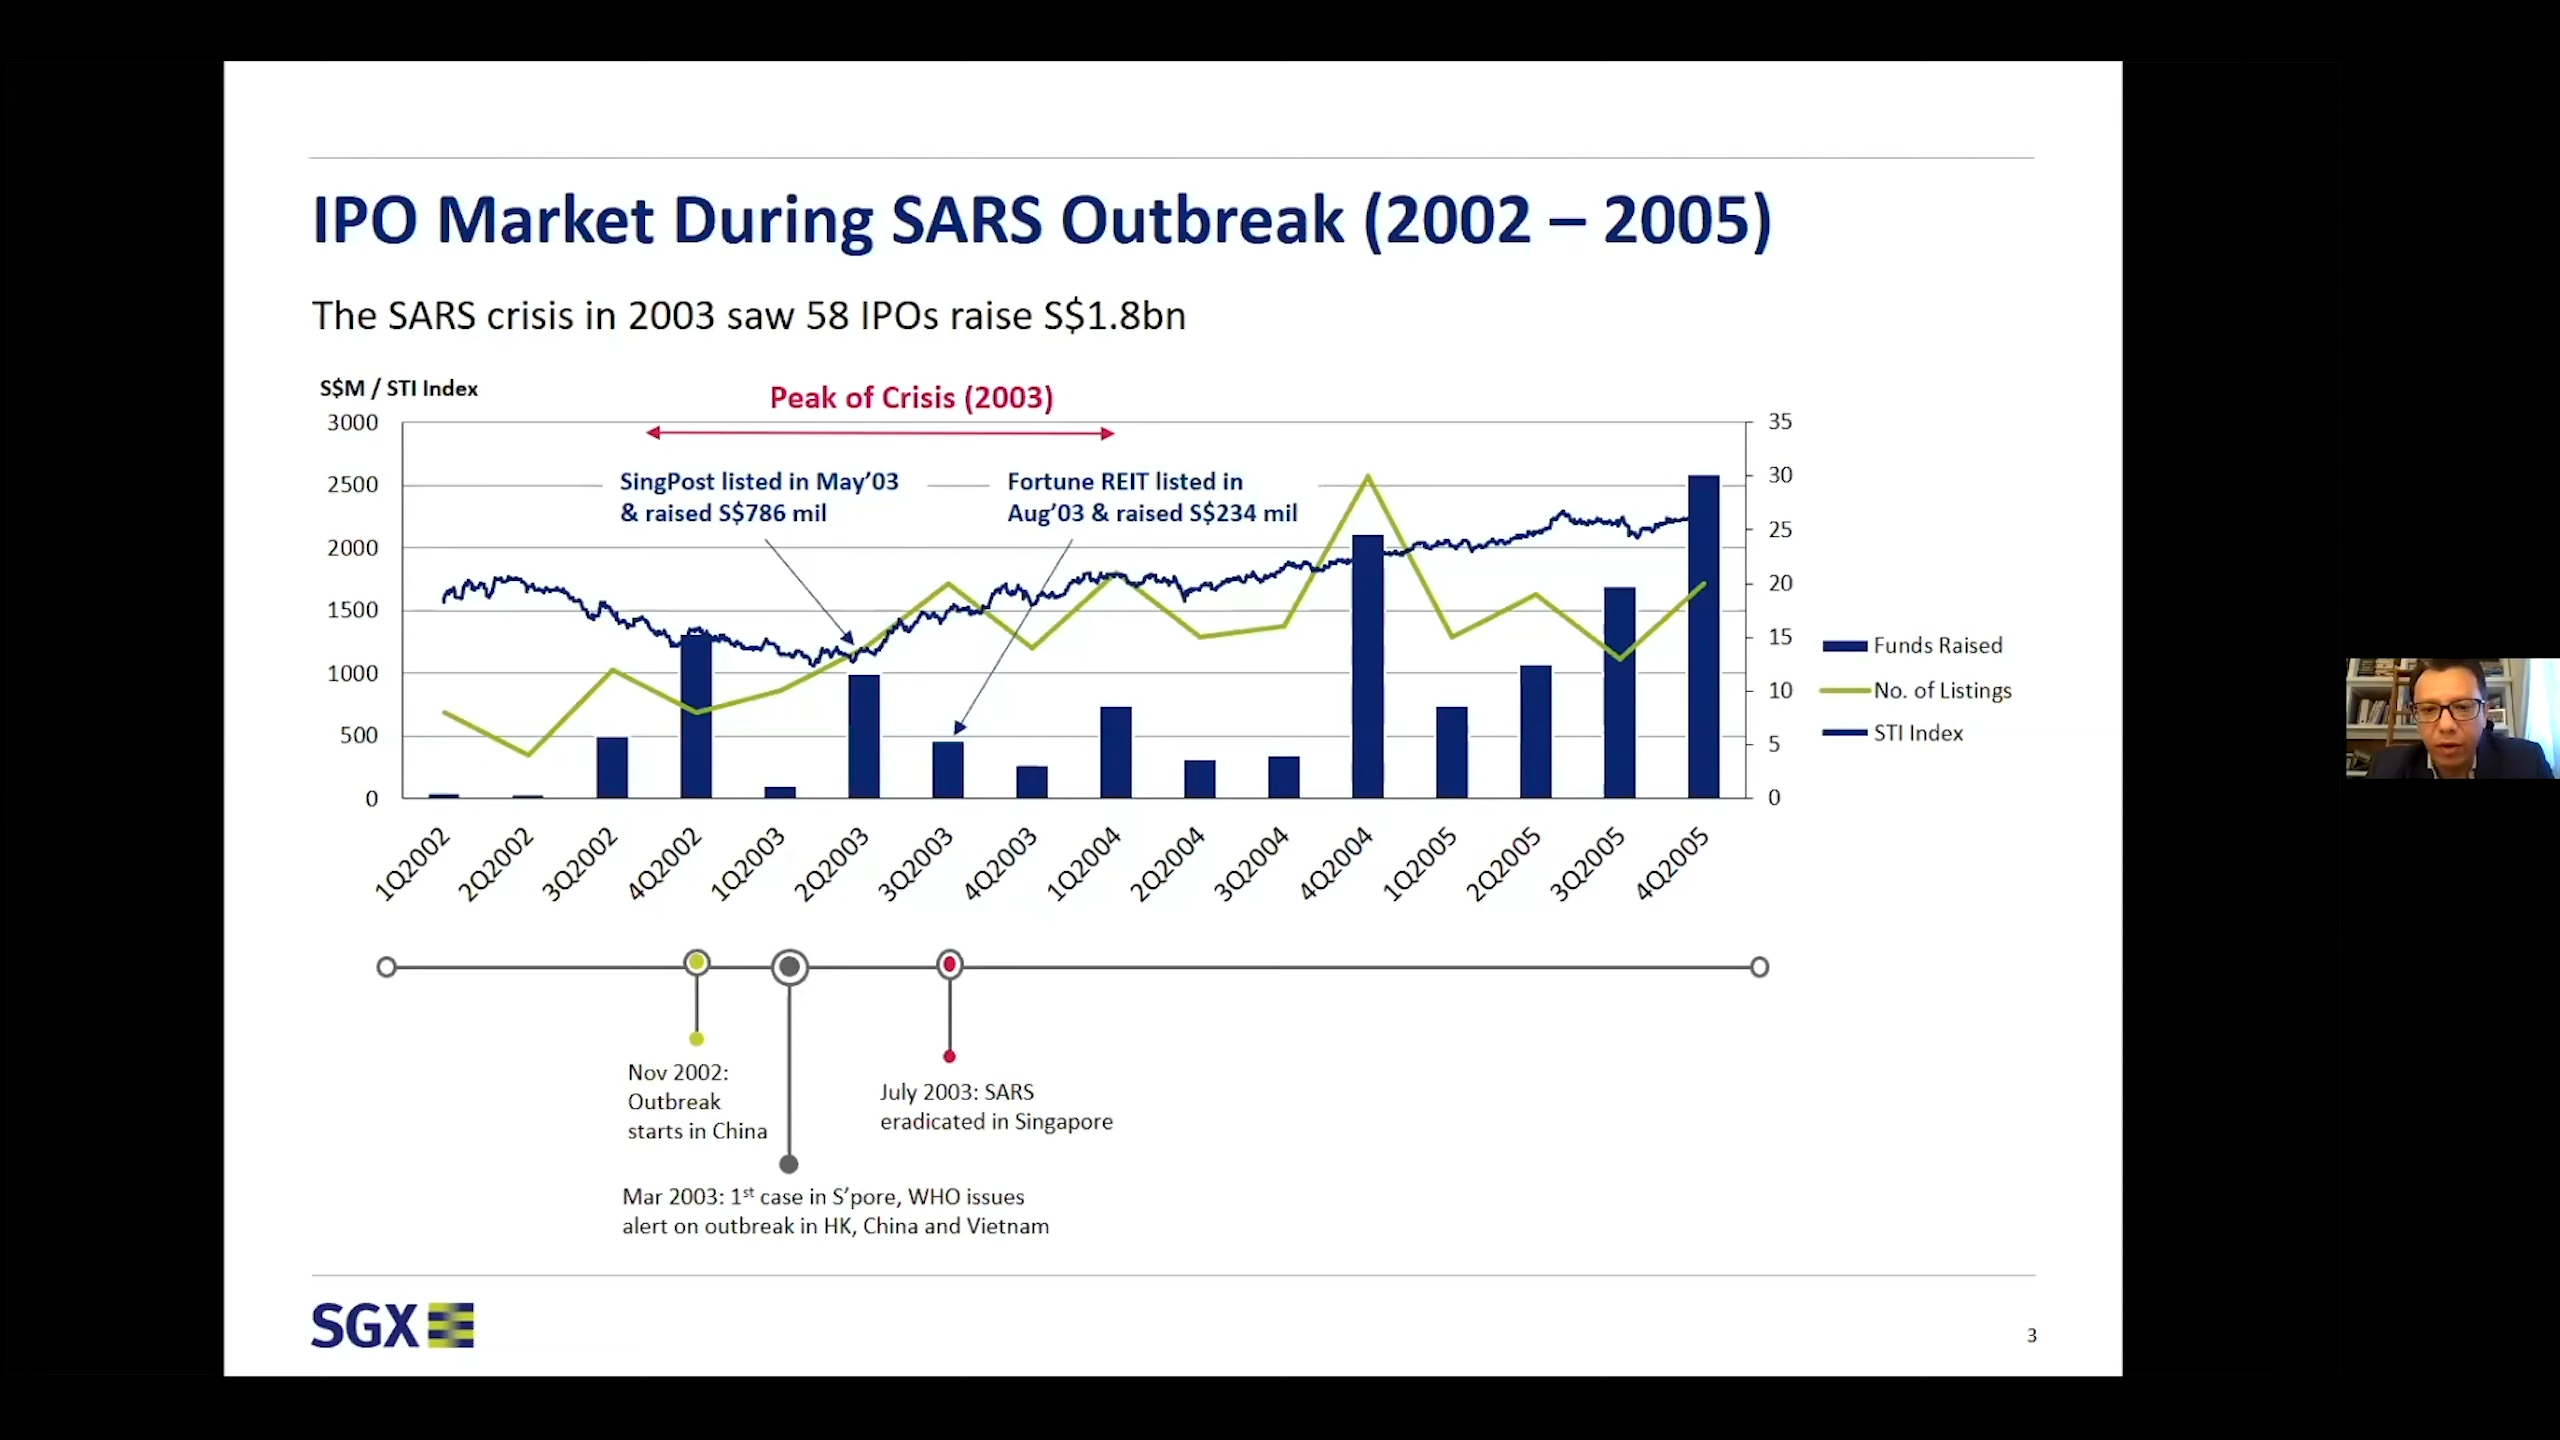 IPO Market During SARS Outbreak (2002 – 2005)
The SARS crisis in 2003 saw 58 IPOs raise S$1.8bn
S$M / STI Index
Peak of Crisis (2003)
3000
2500
2000
1500
1000
500
0
SingPost listed in May’03
& raised S$786 mil
Fortune REIT listed in
Aug’03 & raised S$234 mil
35
30
25
20
15
10
5
0
Funds Raised
No. of Listings
STI Index
1Q2002
2Q2002
3Q2002
4Q2002
1Q2003
2Q2003
3Q2003
4Q2003
1Q2004
2Q2004
3Q2004
4Q2004
1Q2005
2Q2005
3Q2005
4Q2005
Nov 2002:
Outbreak
starts in China
July 2003: SARS
eradicated in Singapore
Mar 2003: 1st case in S’pore, WHO issues
alert on outbreak in HK, China and Vietnam
SGX
3